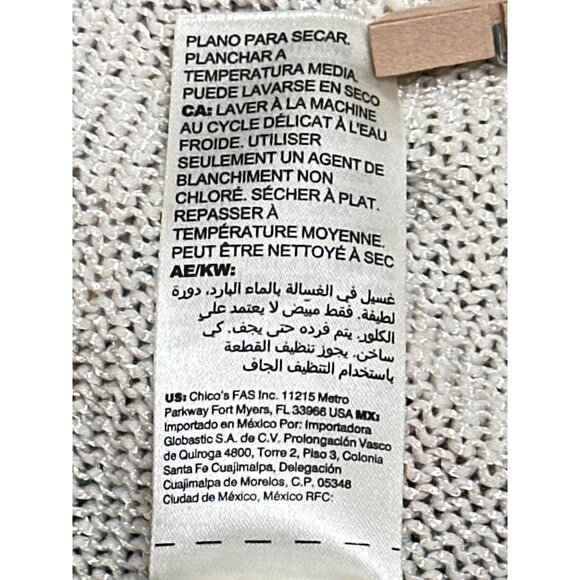 PLANO PARA SECAR.
PLANCHAR A
TEMPERATURA MEDIA.
PUEDE LAVARSE EN SECO
CA: LAVER À LA MACHINE
AU CYCLE DÉLICAT À L'EAU
FROIDE. UTILISER
SEULEMENT UN AGENT DE
BLANCHIMENT NON
CHLORÉ. SÉCHER À PLAT.
REPASSER À
TEMPÉRATURE MOYENNE.
PEUT ÊTRE NETTOYÉ À SEC
AE/KW:
غسيل في الغسالة بالماء البارد، دورة
لطيفة. فقط مبيض لا يعتمد على
الكلور. يتم فرده حتى يجف. كي
ساخن. يجوز تنظيف القطعة
باستخدام التنظيف الجاف
US: Chico's FAS Inc. 11215 Metro
Parkway Fort Myers, FL 33966 USA MX:
Importado en México Por: Importadora
Globastic S.A. de C.V. Prolongación Vasco
de Quiroga 4800, Torre 2, Piso 3, Colonia
Santa Fe Cuajimalpa, Delegación
Cuajimalpa de Morelos, C.P. 05348
Ciudad de México, México RFC: